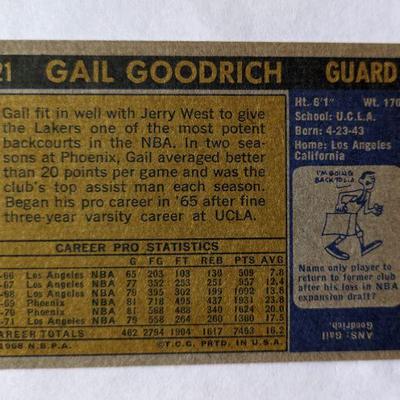 21 GAIL GOODRICH GUARD
Gail fit in well with Jerry West to give
the Lakers one of the most potent
backcourts in the NBA. In two sea-
sons at Phoenix, Gail averaged better
than 20 points per game and was the
club's top assist man each season.
Began his pro career in '65 after fine
three-year varsity career at UCLA.
Ht. 6'1" Wt. 170
School: U.C.L.A.
Born: 4-23-43
Home: Los Angeles
California
I'M GOING
BACK TO L.A.
Name only player to
return to former club
after his loss in NBA
expansion draft?
ANS: Gail
Goodrich
CAREER PRO STATISTICS
G FG FT REB PTS AVG
-66 Los Angeles NBA 65 203 103 130 509 7.8
-67 Los Angeles NBA 77 352 253 251 957 12.4
-68 Los Angeles NBA 79 395 302 199 1092 13.8
-69 Phoenix NBA 81 718 495 437 1931 23.8
-70 Phoenix NBA 81 568 488 340 1624 20.0
-71 Los Angeles NBA 79 558 264 260 1380 17.5
CAREER TOTALS 462 2794 1904 1617 7493 16.2
1968 N.B.P.A. ©T.C.G. PRTD. IN U.S.A.